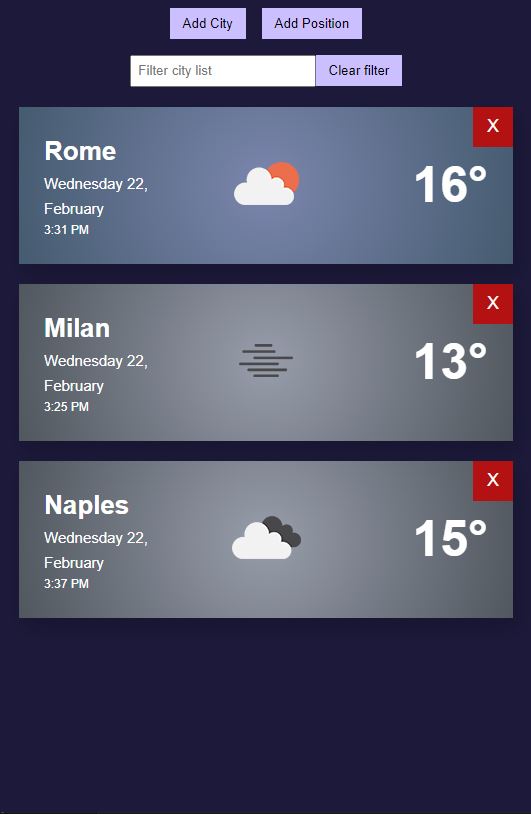 Add City Add Position
Filter city list Clear filter
X
Rome
Wednesday 22,
February
3:31 PM
16°
X
Milan
Wednesday 22,
February
3:25 PM
13°
X
Naples
Wednesday 22,
February
3:37 PM
15°